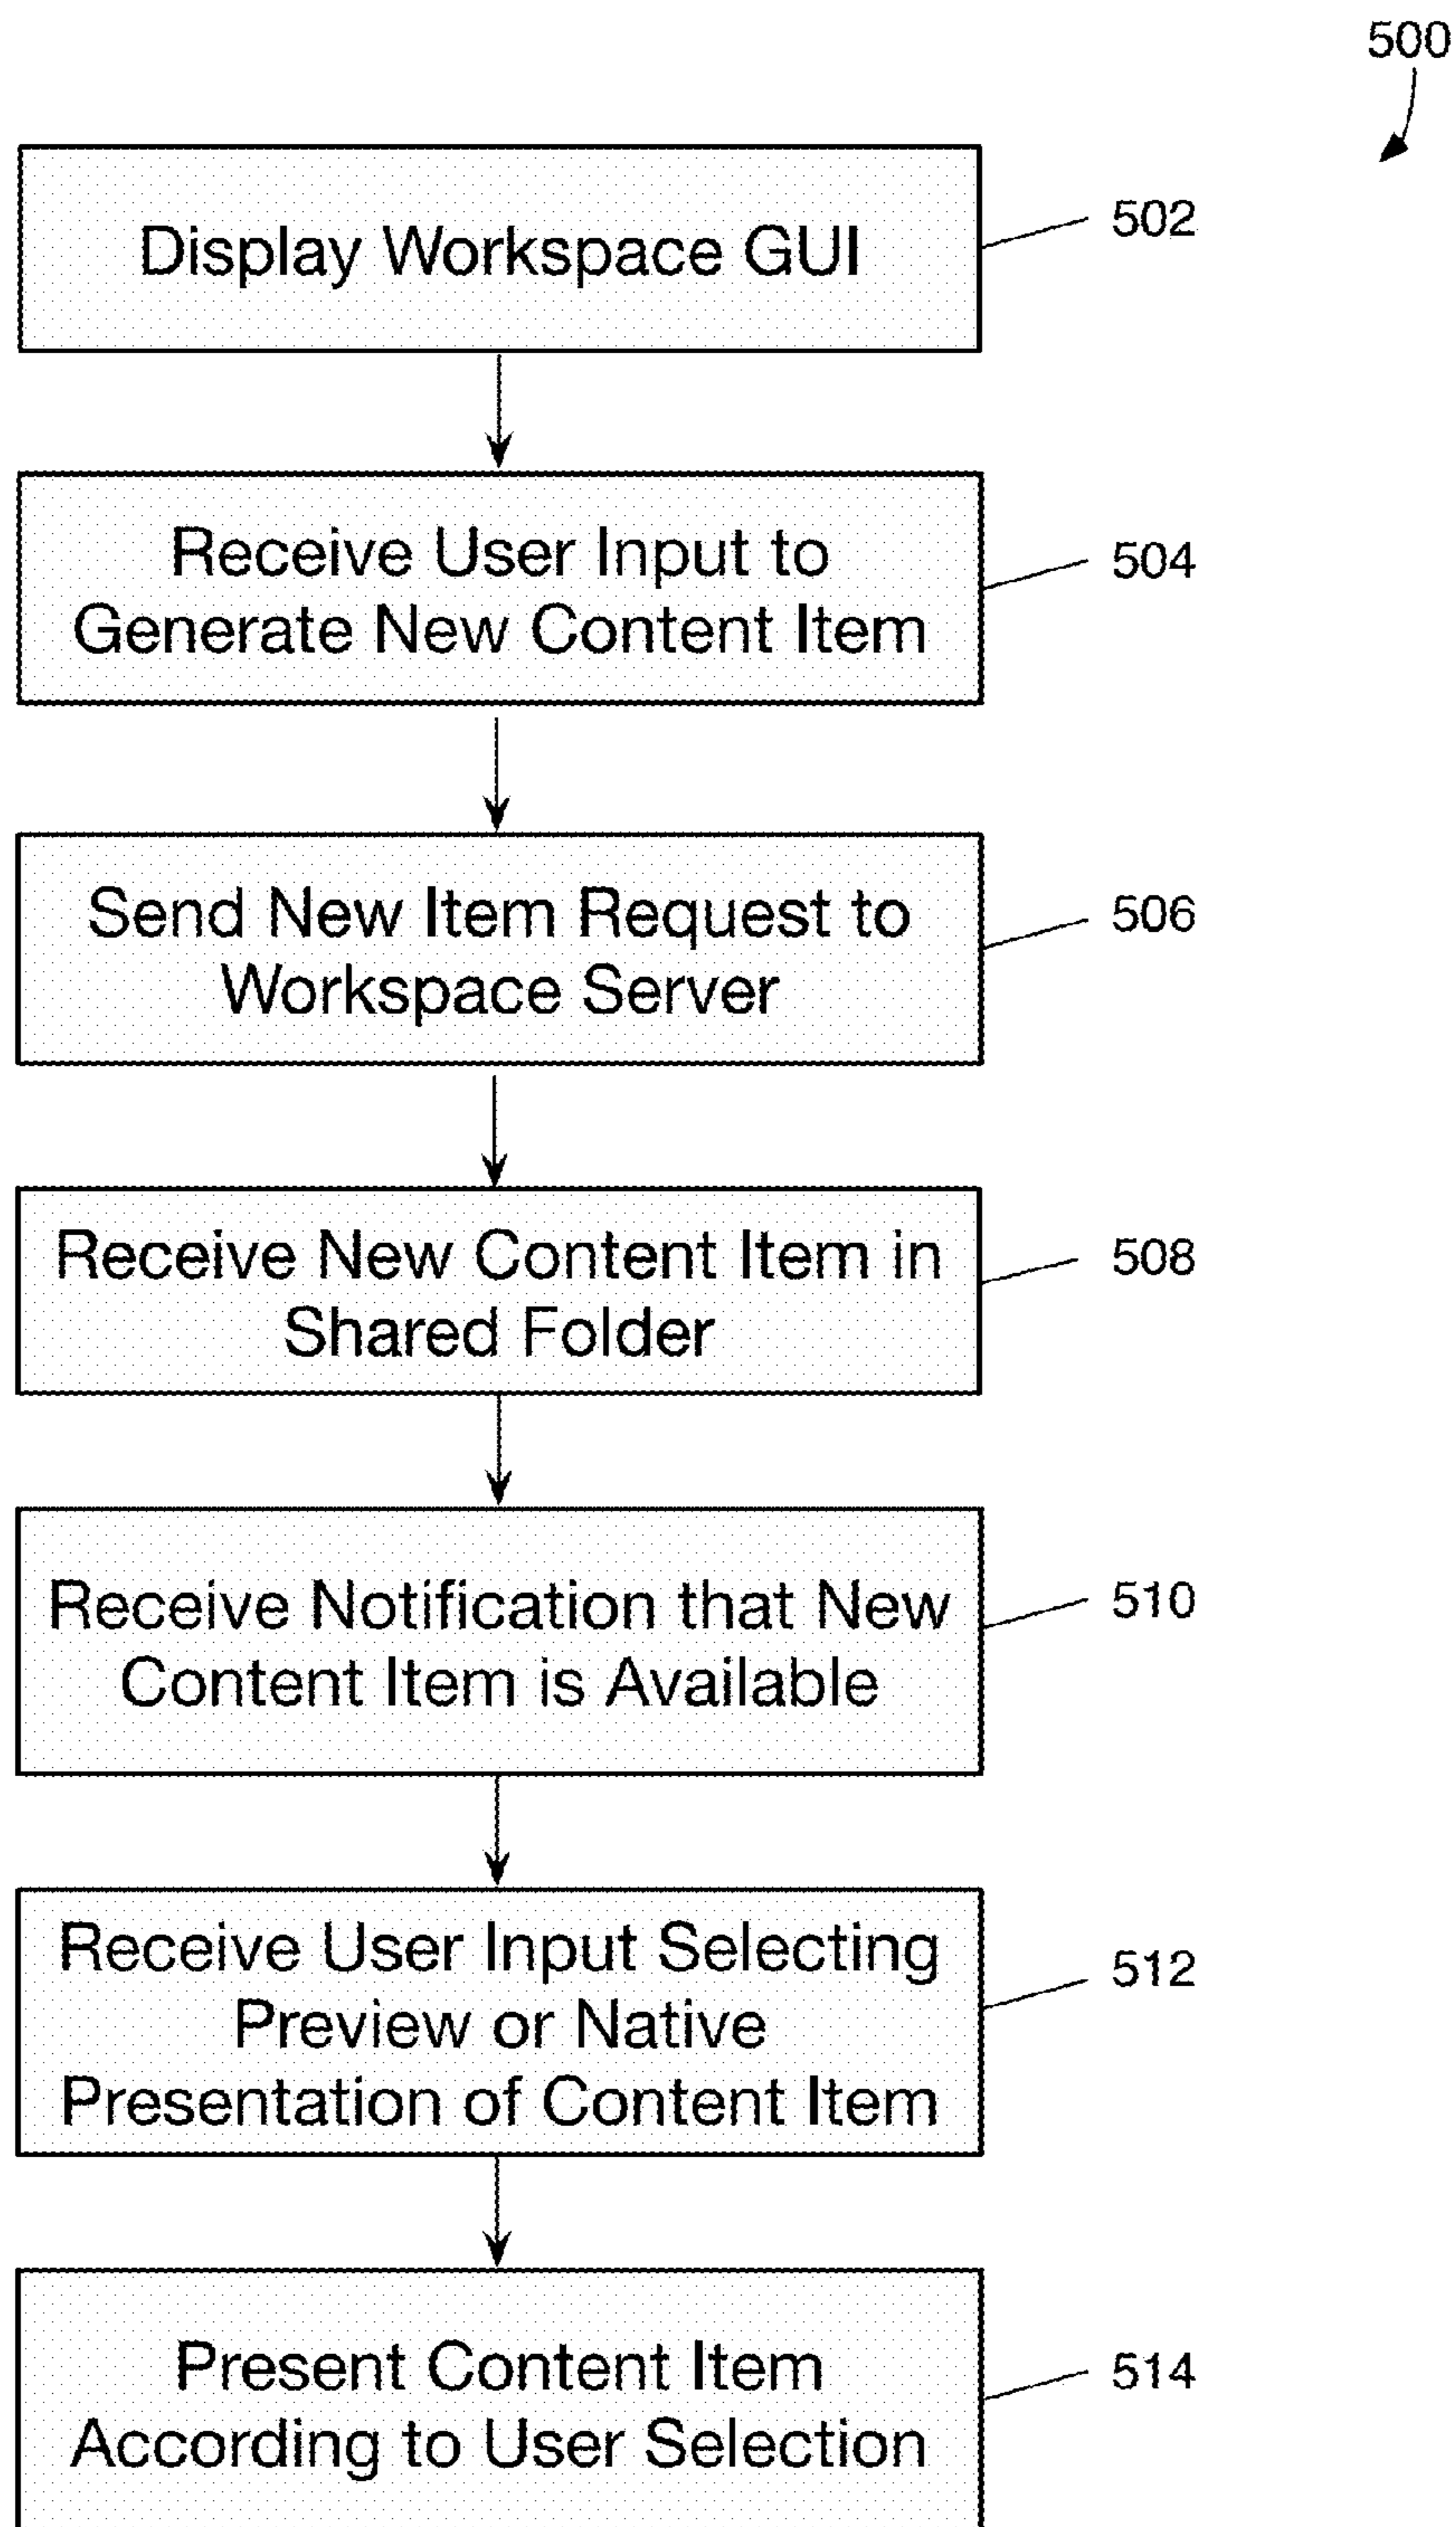 500
Display Workspace GUI
502
Receive User Input to
Generate New Content Item
504
Send New Item Request to
Workspace Server
506
Receive New Content Item in
Shared Folder
508
Receive Notification that New
Content Item is Available
510
Receive User Input Selecting
Preview or Native
Presentation of Content Item
512
Present Content Item
According to User Selection
514